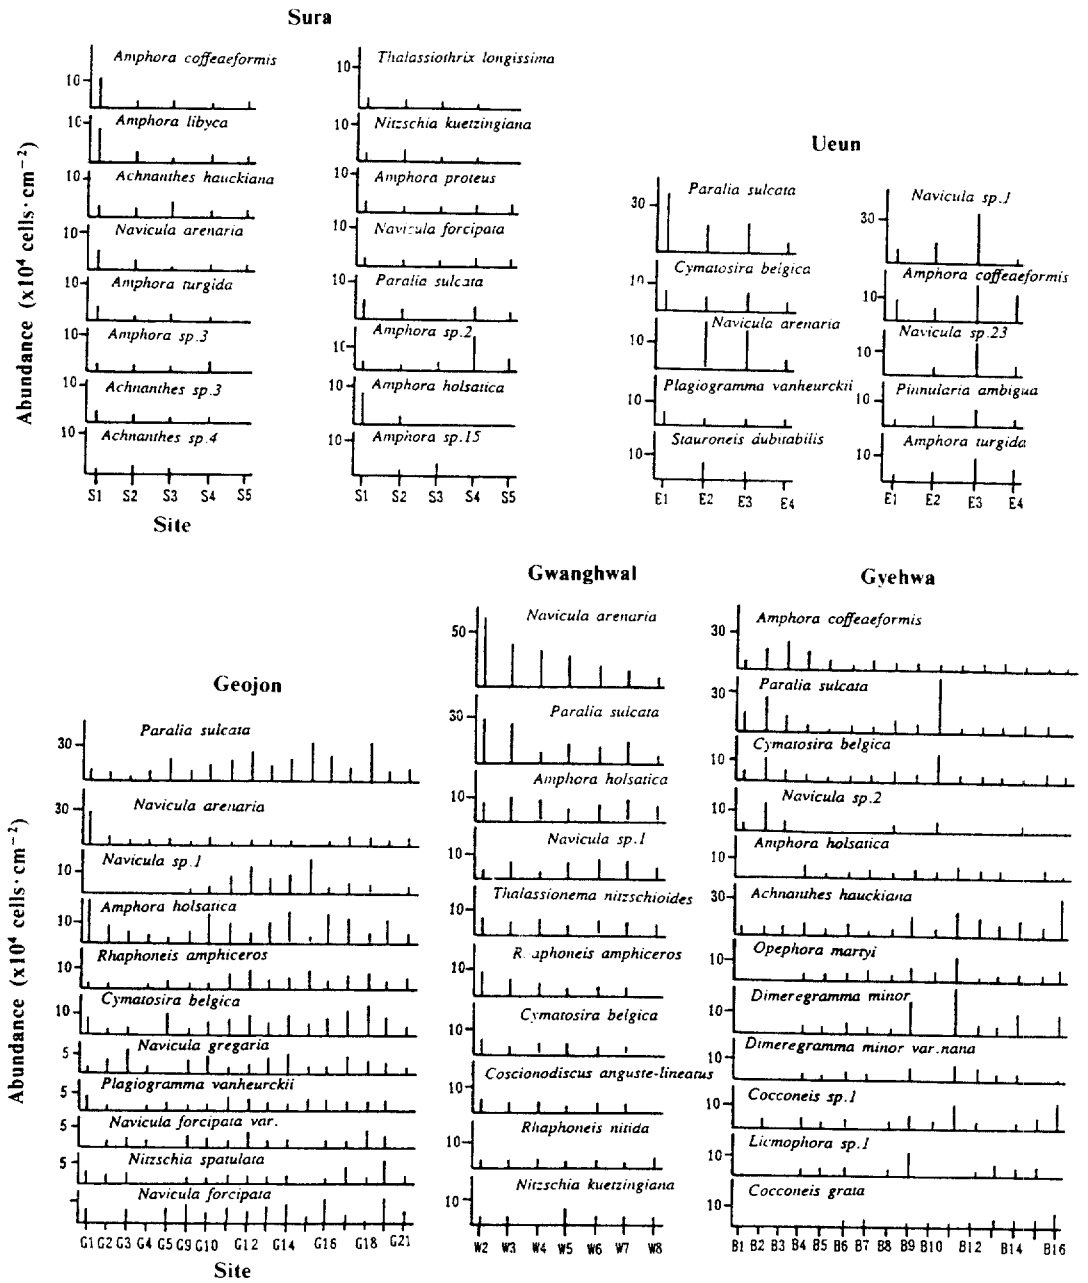 Sura
Abundance (x10⁴ cells·cm⁻²)
10
Amphora coffeaeformis
10
Amphora libyca
10
Achnanthes hauckiana
10
Navicula arenaria
10
Amphora turgida
10
Amphora sp.3
10
Achnanthes sp.3
10
Achnanthes sp.4
S1 S2 S3 S4 S5
Site
10
Thalassiothrix longissima
10
Nitzschia kuetzingiana
10
Amphora proteus
10
Navicula forcipata
10
Paralia sulcata
10
Amphora sp.2
10
Amphora holsatica
10
Amphora sp.15
S1 S2 S3 S4 S5
Ueun
30
Paralia sulcata
10
Cymatosira belgica
10
Navicula arenaria
10
Plagiogramma vanheurckii
10
Stauroneis dubitabilis
E1 E2 E3 E4
30
Navicula sp.1
10
Amphora coffeaeformis
10
Navicula sp.23
10
Pinnularia ambigua
10
Amphora turgida
E1 E2 E3 E4
Geojon
Abundance (x10⁴ cells·cm⁻²)
30
Paralia sulcata
30
Navicula arenaria
10
Navicula sp.1
10
Amphora holsatica
10
Rhaphoneis amphiceros
10
Cymatosira belgica
5
Navicula gregaria
5
Plagiogramma vanheurckii
5
Navicula forcipata var.
5
Nitzschia spatulata
Navicula forcipata
G1 G2 G3 G4 G5 G9 G10 G12 G14 G16 G18 G21
Site
Gwanghwal
50
Navicula arenaria
30
Paralia sulcata
10
Amphora holsatica
10
Navicula sp.1
10
Thalassionema nitzschioides
10
Rhaphoneis amphiceros
10
Cymatosira belgica
10
Coscionodiscus anguste-lineatus
10
Rhaphoneis nitida
10
Nitzschia kuetzingiana
W2 W3 W4 W5 W6 W7 W8
Gyehwa
30
Amphora coffeaeformis
30
Paralia sulcata
10
Cymatosira belgica
10
Navicula sp.2
10
Amphora holsatica
30
Achnanthes hauckiana
10
Opephora martyi
10
Dimeregramma minor
10
Dimeregramma minor var.nana
10
Cocconeis sp.1
10
Licmophora sp.1
10
Cocconeis grata
B1 B2 B3 B4 B5 B6 B7 B8 B9 B10 B12 B14 B16